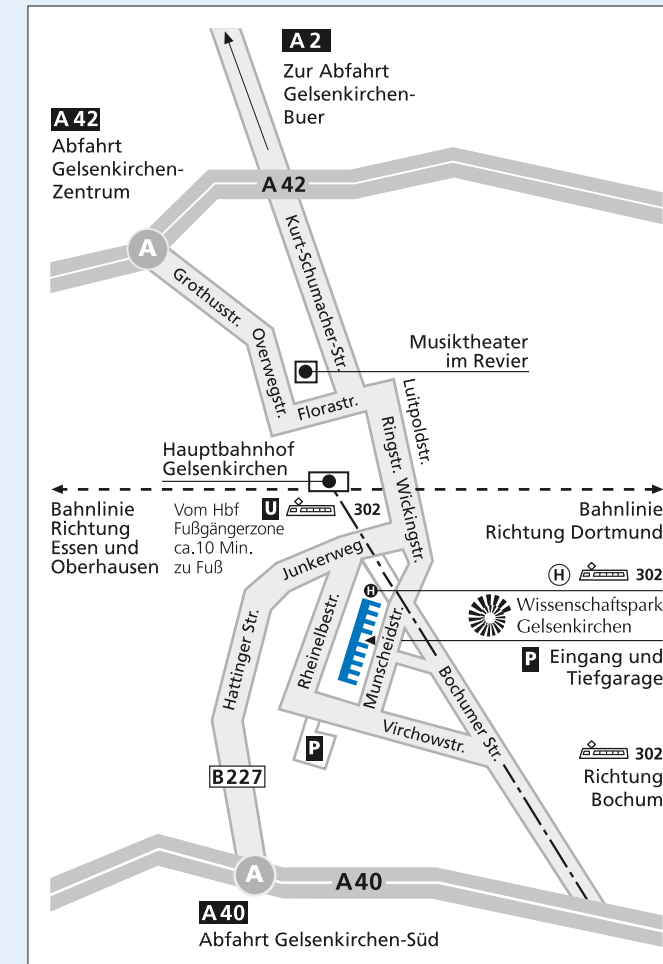 A 2
Zur Abfahrt
Gelsenkirchen-
Buer
A 42
Abfahrt
Gelsenkirchen-
Zentrum
A 42
A
Kurt-Schumacher-Str.
Grothusstr.
Overwegstr.
Musiktheater
im Revier
Florastr.
Luitpoldstr.
Ringstr.
Wickingstr.
Hauptbahnhof
Gelsenkirchen
Bahnlinie
Richtung
Essen und
Oberhausen
Vom Hbf
Fußgängerzone
ca.10 Min.
zu Fuß
U
302
Bahnlinie
Richtung Dortmund
Junkerweg
H 302
H
Wissenschaftspark
Gelsenkirchen
Hattinger Str.
Rheinelbestr.
Munscheidstr.
P Eingang und
Tiefgarage
Bochumer Str.
Virchowstr.
P
302
Richtung
Bochum
B 227
A
A 40
A 40
Abfahrt Gelsenkirchen-Süd